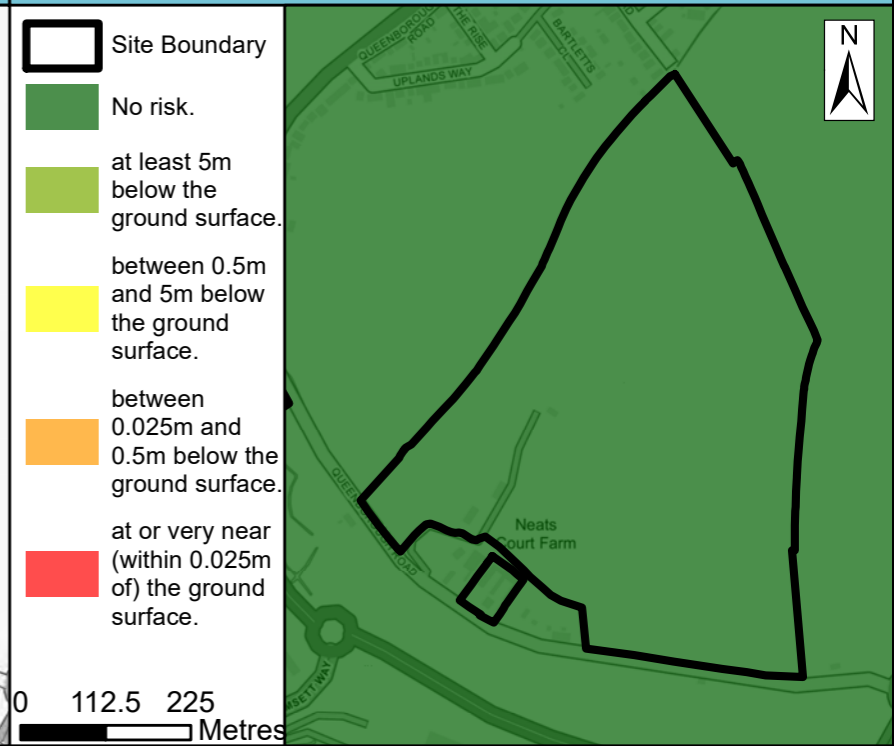 Site Boundary
No risk.
at least 5m
below the
ground surface.
between 0.5m
and 5m below
the ground
surface.
between
0.025m and
0.5m below the
ground surface.
at or very near
(within 0.025m
of) the ground
surface.
0 112.5 225
Metres
N
QUEENBOROUGH
ROAD
THE RISE
UPLANDS WAY
BARTLETTS
Neats
Court Farm